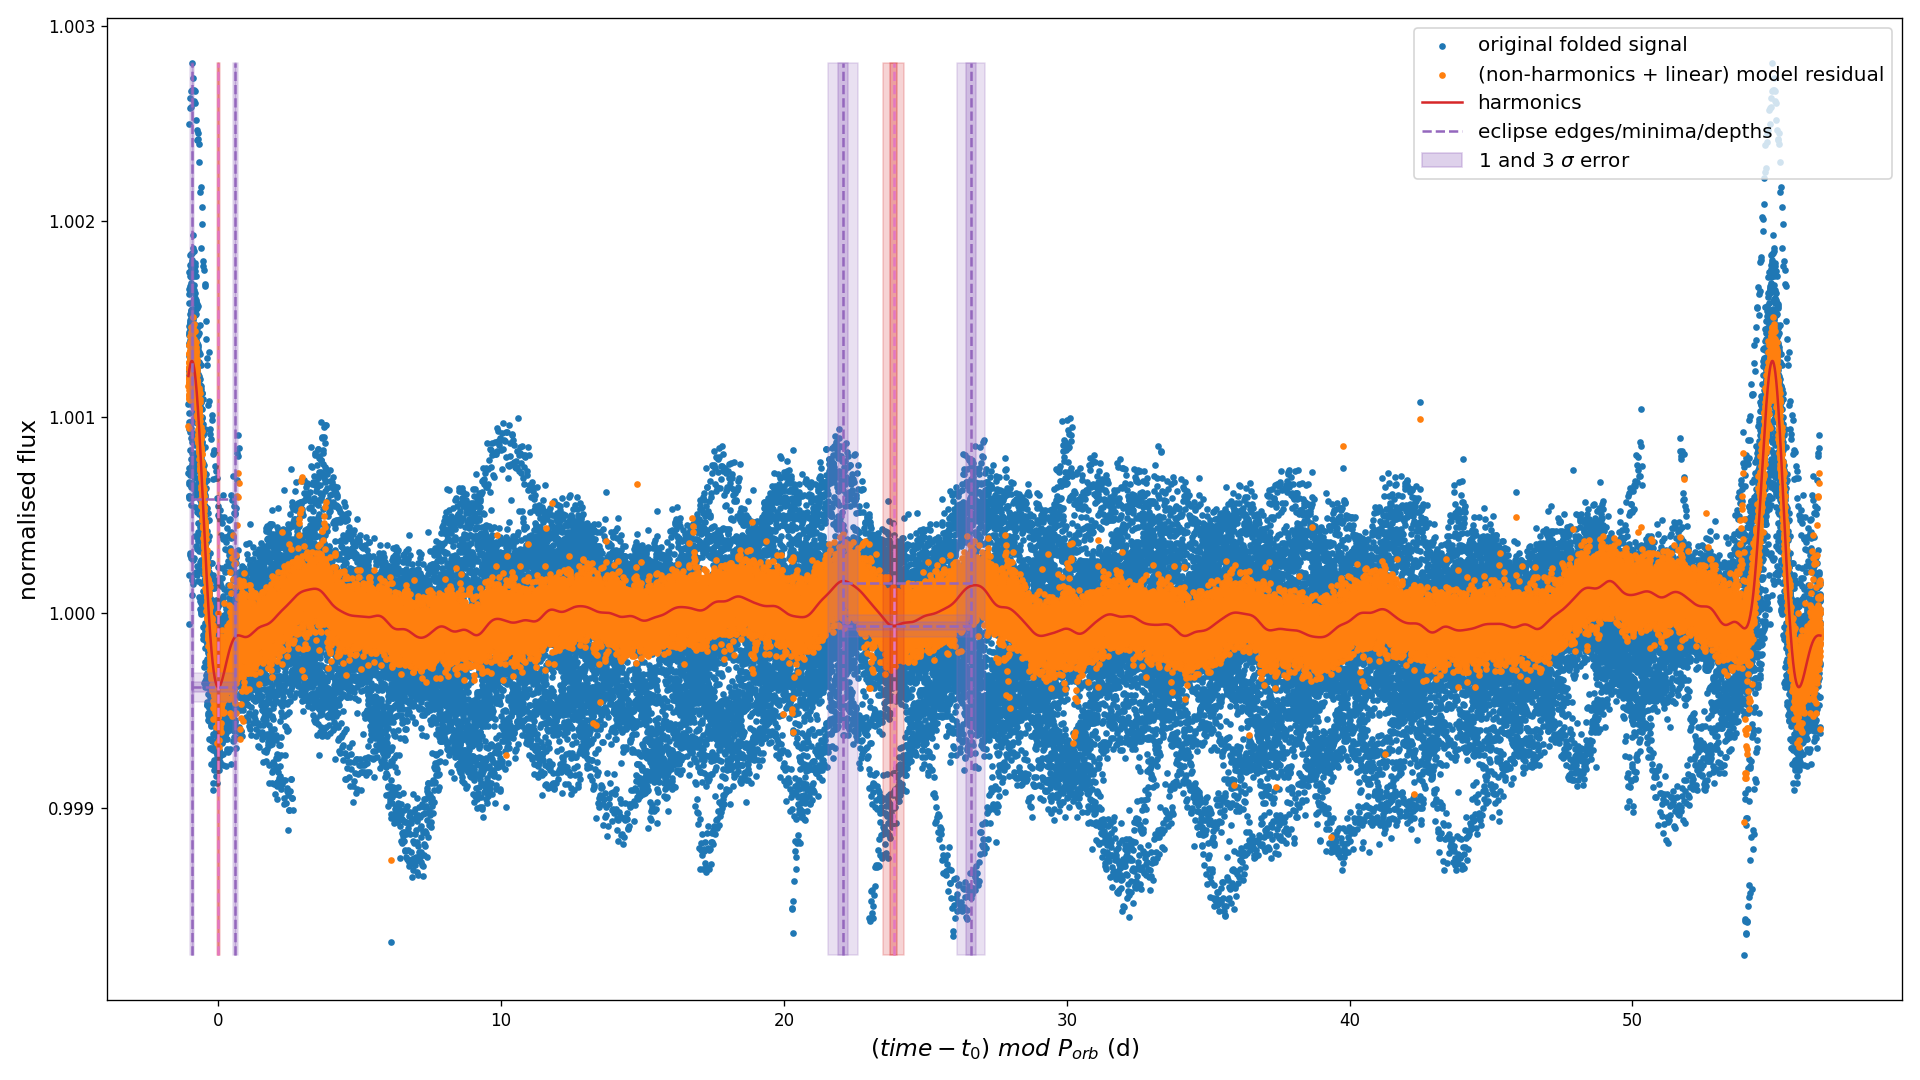 original folded signal
(non-harmonics + linear) model residual
harmonics
eclipse edges/minima/depths
1 and 3 σ error
normalised flux
1.003
1.002
1.001
1.000
0.999
0 10 20 30 40 50
(time − t₀) mod Pₒᵣb (d)